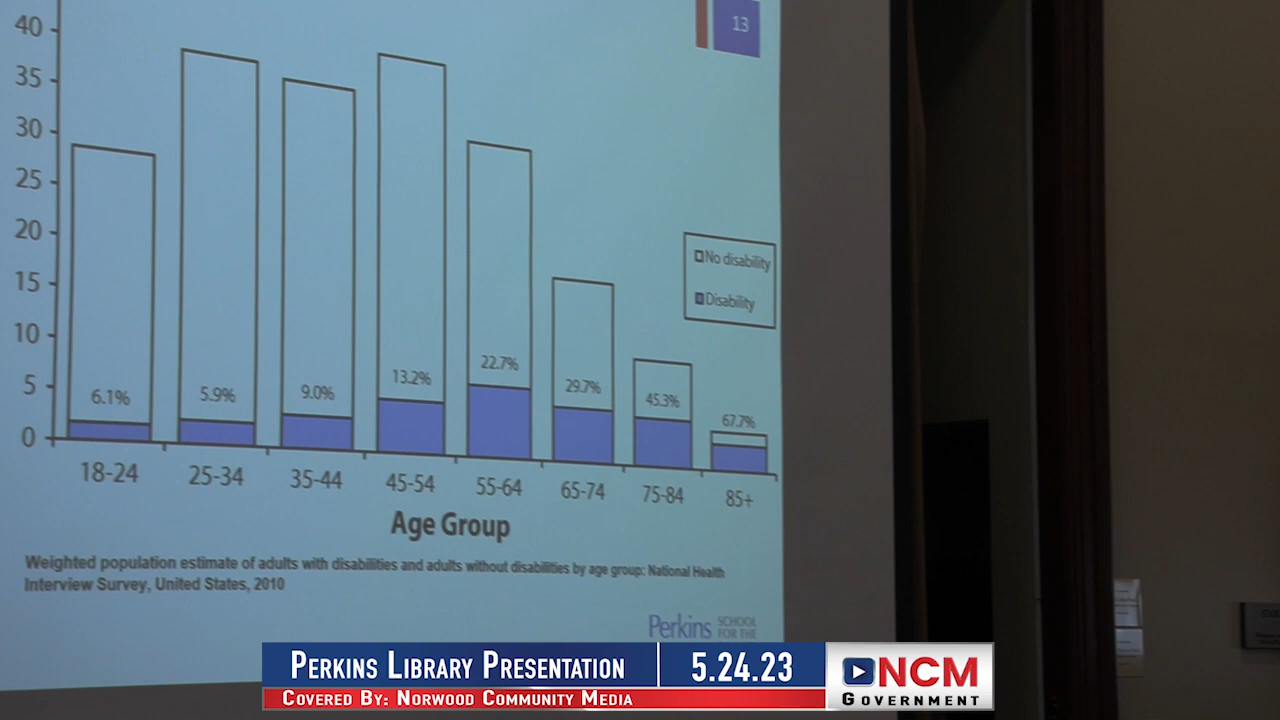 13
40
35
30
25
20
15
10
5
0
6.1%
5.9%
9.0%
13.2%
22.7%
29.7%
45.3%
67.7%
No disability
Disability
18-24
25-34
35-44
45-54
55-64
65-74
75-84
85+
Age Group
Weighted population estimate of adults with disabilities and adults without disabilities by age group: National Health
Interview Survey, United States, 2010
Perkins SCHOOL
FOR THE
PERKINS LIBRARY PRESENTATION
5.24.23
COVERED BY: NORWOOD COMMUNITY MEDIA
NCM
GOVERNMENT